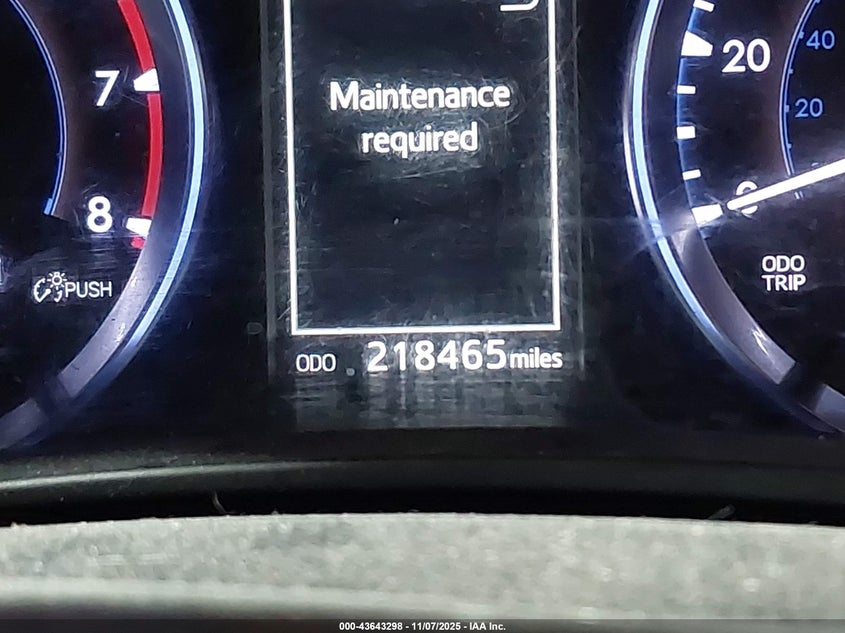 7
8
PUSH
Maintenance
required
ODO 218465 miles
20
0
40
20
ODO
TRIP
000-43643298 - 11/07/2025 - IAA Inc.